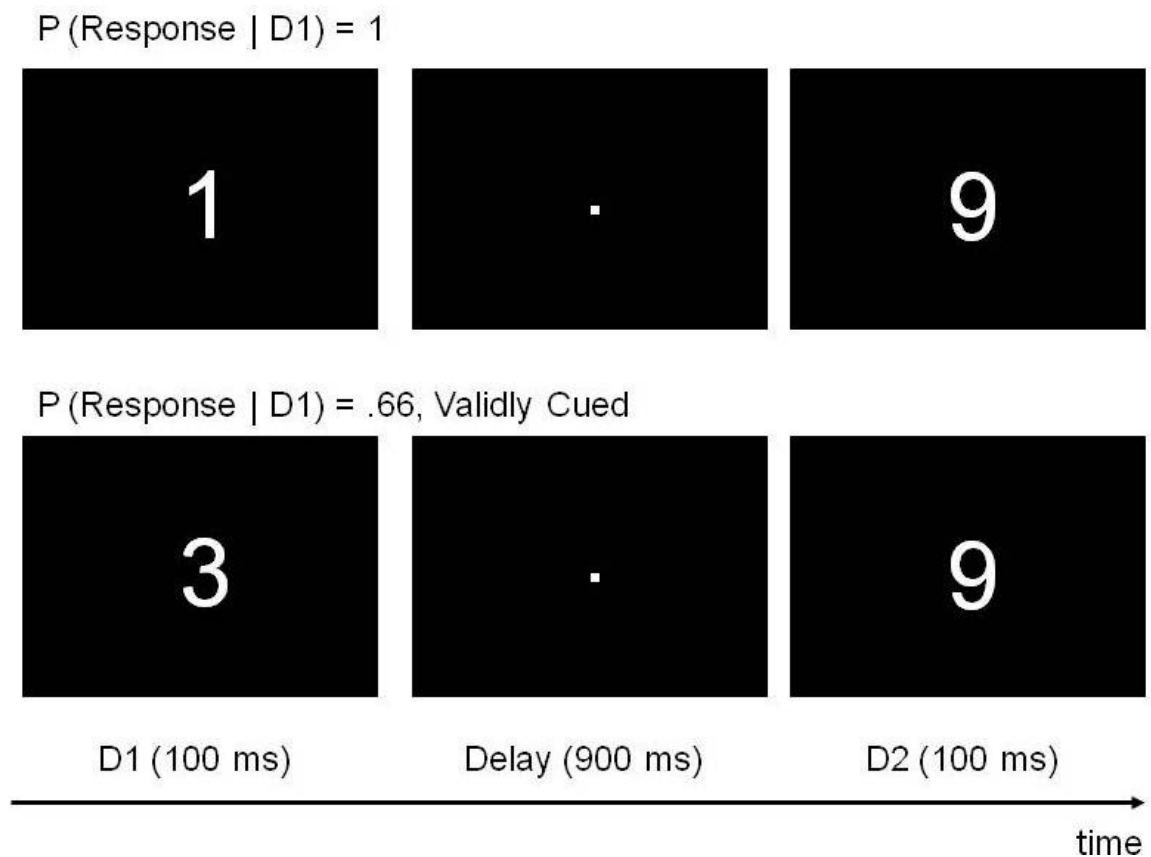 P (Response | D1) = 1
1
9
P (Response | D1) = .66, Validly Cued
3
9
D1 (100 ms) Delay (900 ms) D2 (100 ms)
time